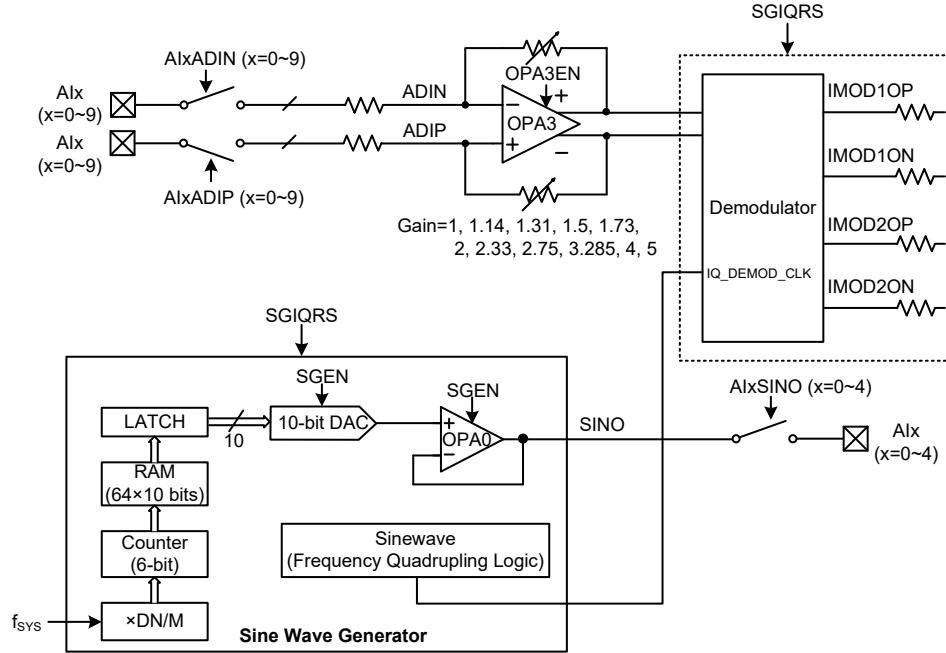 SGIQRS
AIxADIN (x=0~9)
AIx
(x=0~9)
ADIN
OPA3EN
+
−
OPA3
AIx
(x=0~9)
ADIP
+
−
AIxADIP (x=0~9)
Gain=1, 1.14, 1.31, 1.5, 1.73,
2, 2.33, 2.75, 3.285, 4, 5
Demodulator
IQ_DEMOD_CLK
IMOD1OP
IMOD1ON
IMOD2OP
IMOD2ON
SGIQRS
SGEN
SGEN
LATCH
10
10-bit DAC
+
OPA0
−
SINO
AIxSINO (x=0~4)
AIx
(x=0~4)
RAM
(64×10 bits)
Counter
(6-bit)
Sinewave
(Frequency Quadrupling Logic)
fSYS
×DN/M
Sine Wave Generator